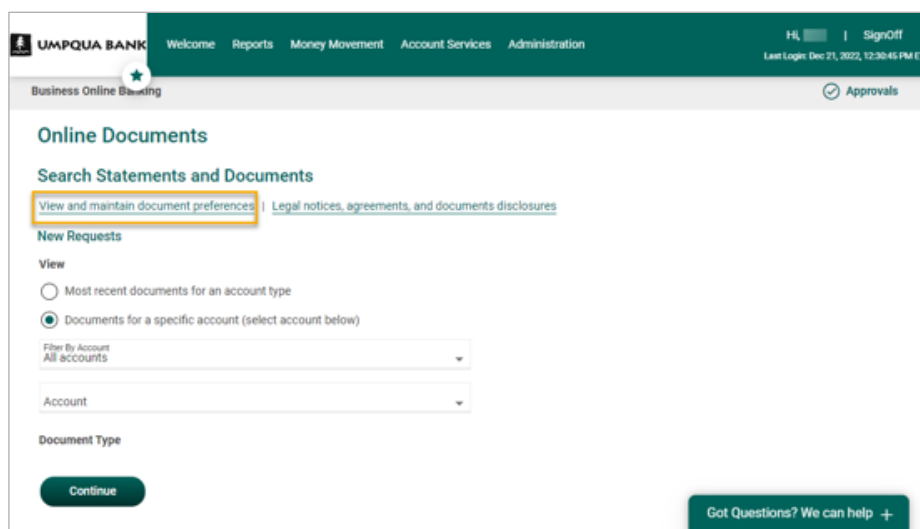 UMPQUA BANK Welcome Reports Money Movement Account Services Administration
Hi, | SignOff
Last Login: Dec 21, 2022, 12:30:45 PM E
Business Online Banking
Approvals
Online Documents
Search Statements and Documents
View and maintain document preferences | Legal notices, agreements, and documents disclosures
New Requests
View
Most recent documents for an account type
Documents for a specific account (select account below)
Filter By Account
All accounts
Account
Document Type
Continue
Got Questions? We can help +